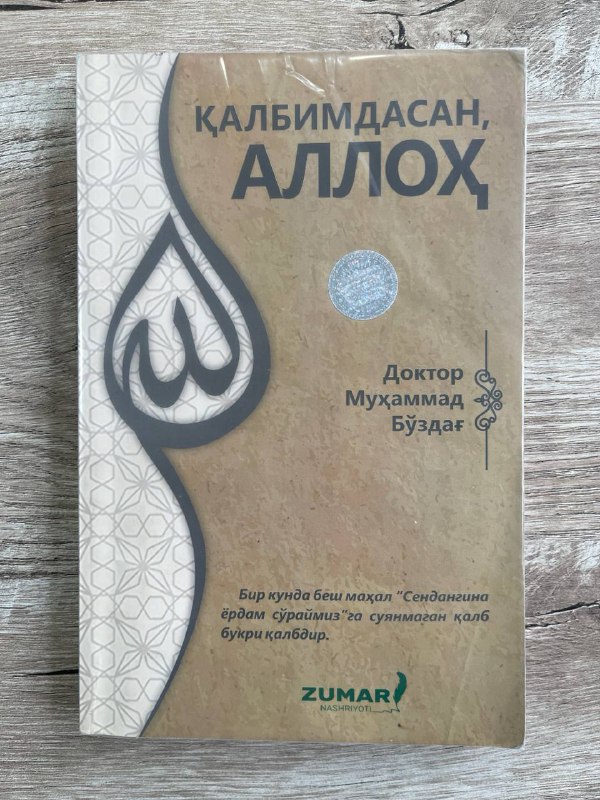 ҚАЛБИМДАСАН,
АЛЛОҲ
لله
Доктор
Муҳаммад
Бўздағ
Бир кунда беш маҳал "Сендангина
ёрдам сўраймиз"га суянмаган қалб
букри қалбдир.
ZUMAR
NASHRIYOTI